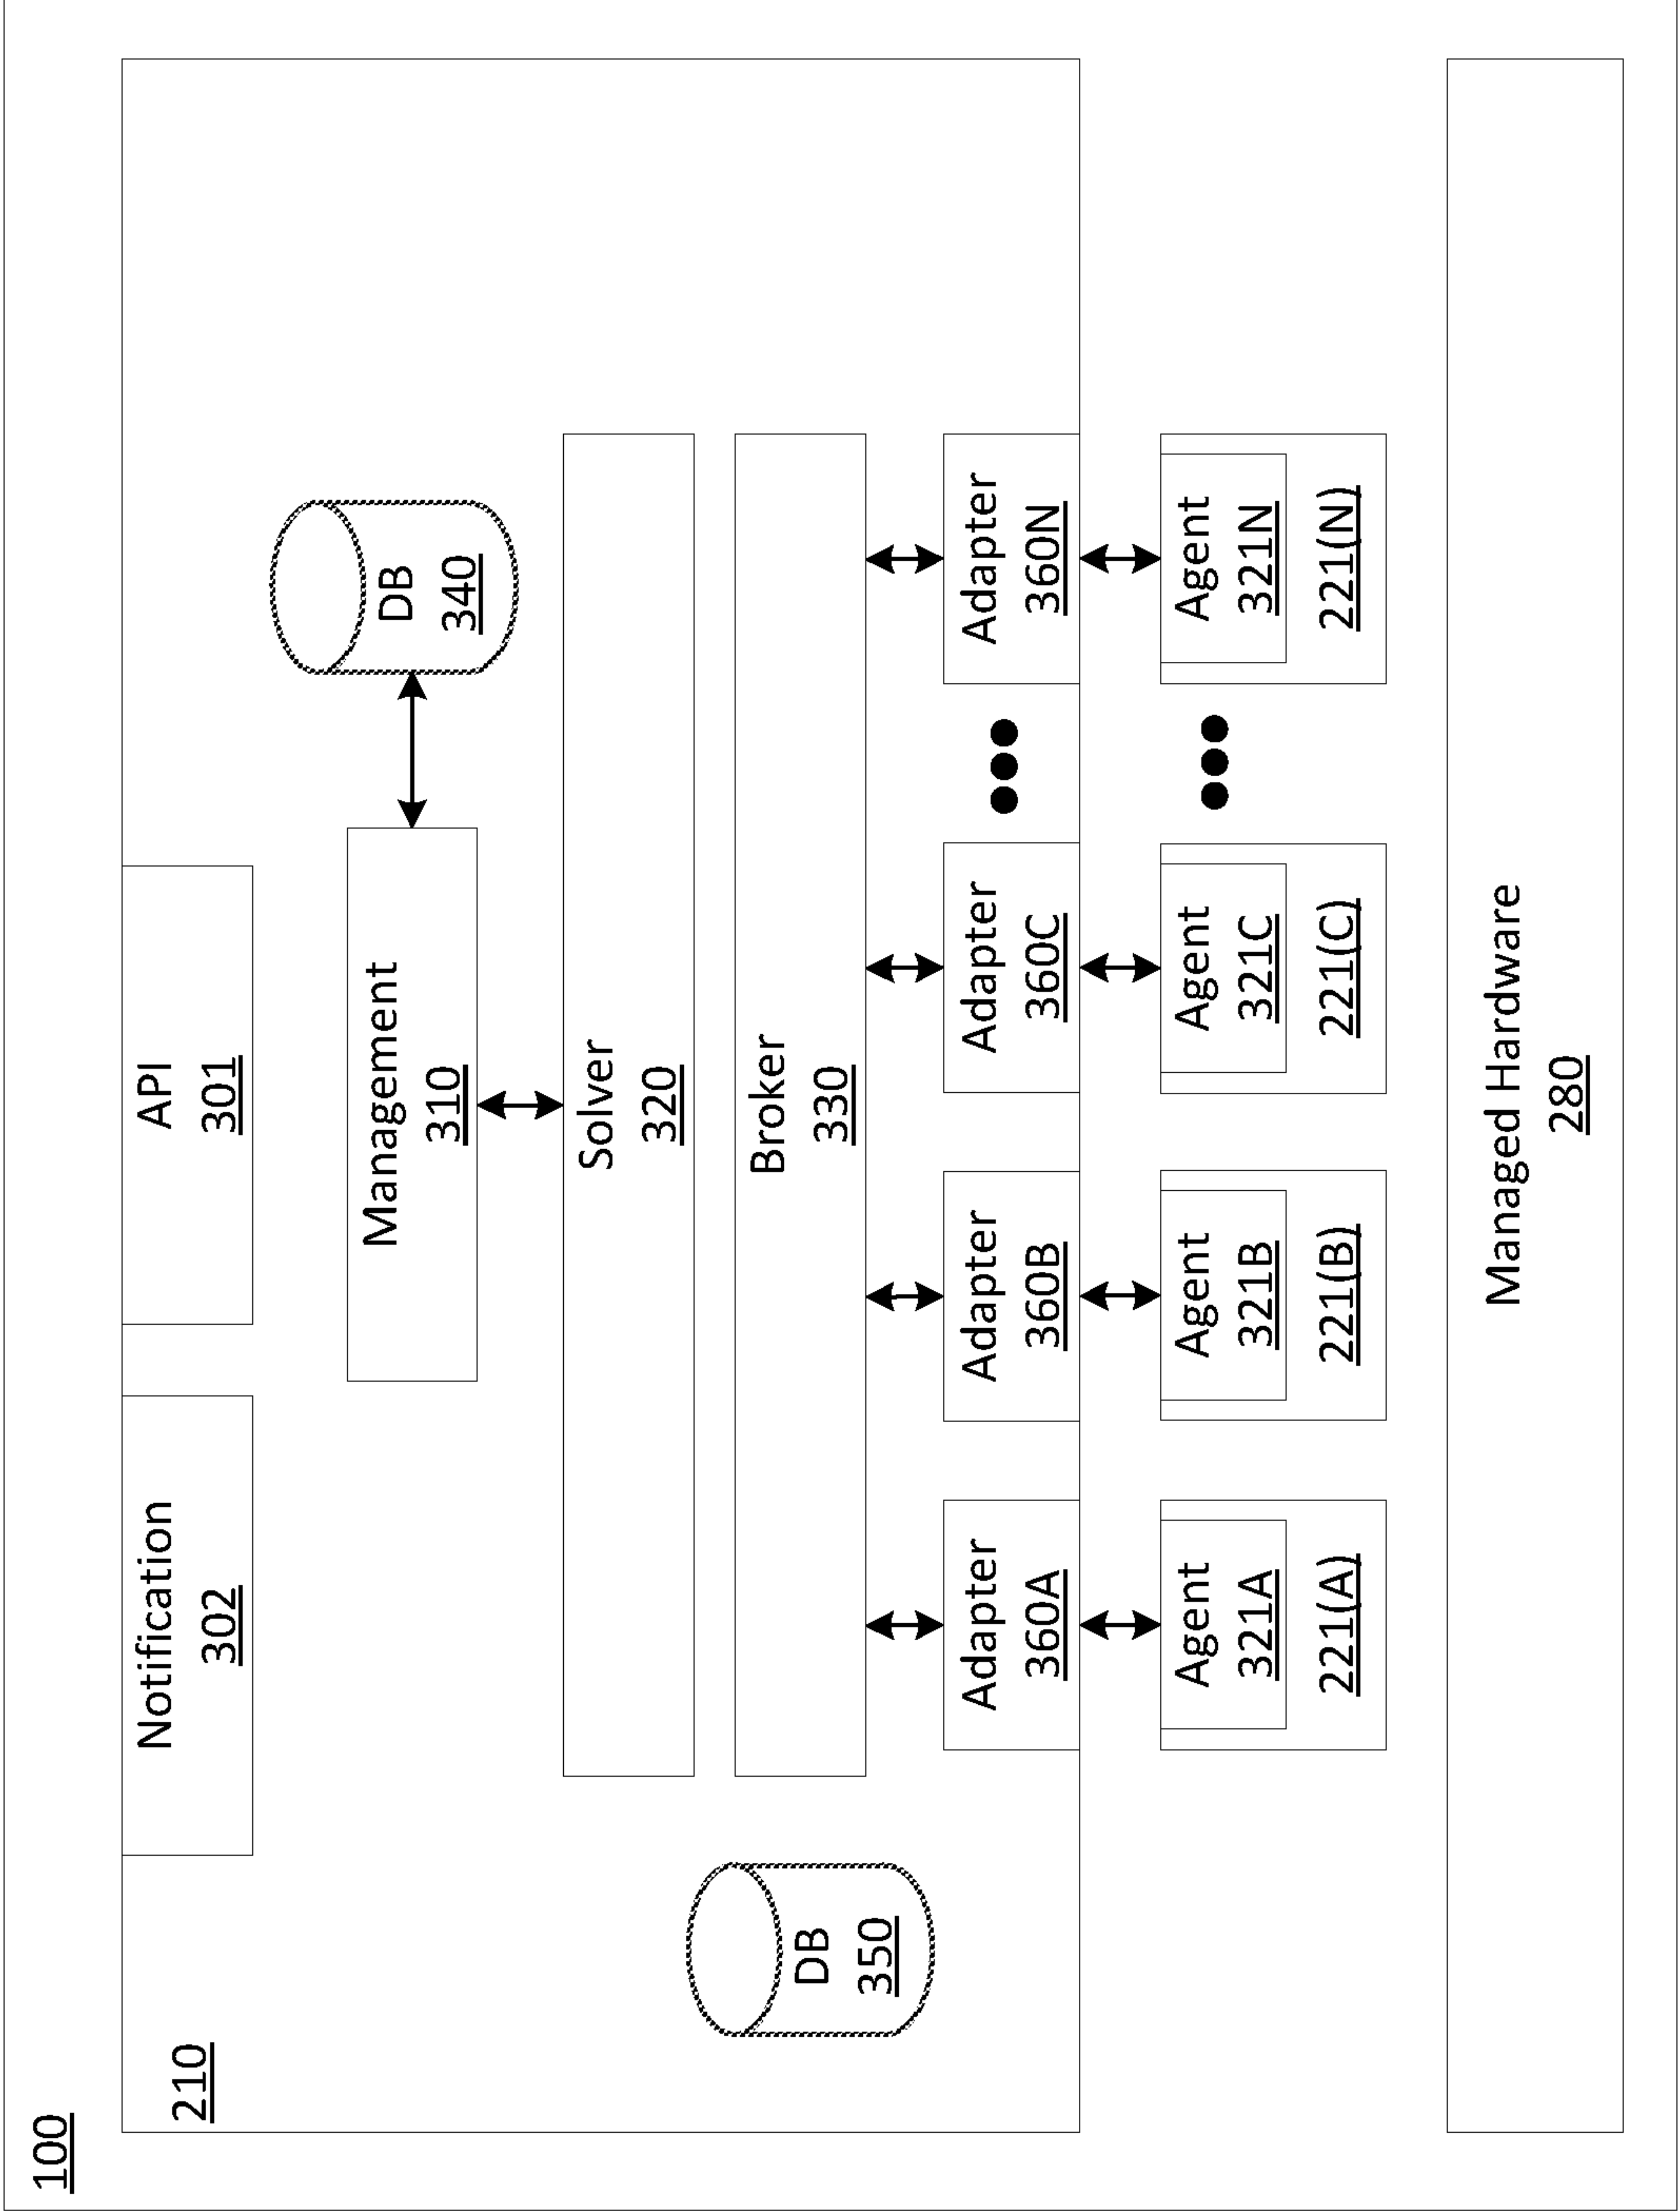 100
210
Notification
302
API
301
Management
310
DB
340
Solver
320
Broker
330
DB
350
Adapter
360A
Adapter
360B
Adapter
360C
Adapter
360N
Agent
321A
221(A)
Agent
321B
221(B)
Agent
321C
221(C)
Agent
321N
221(N)
Managed Hardware
280